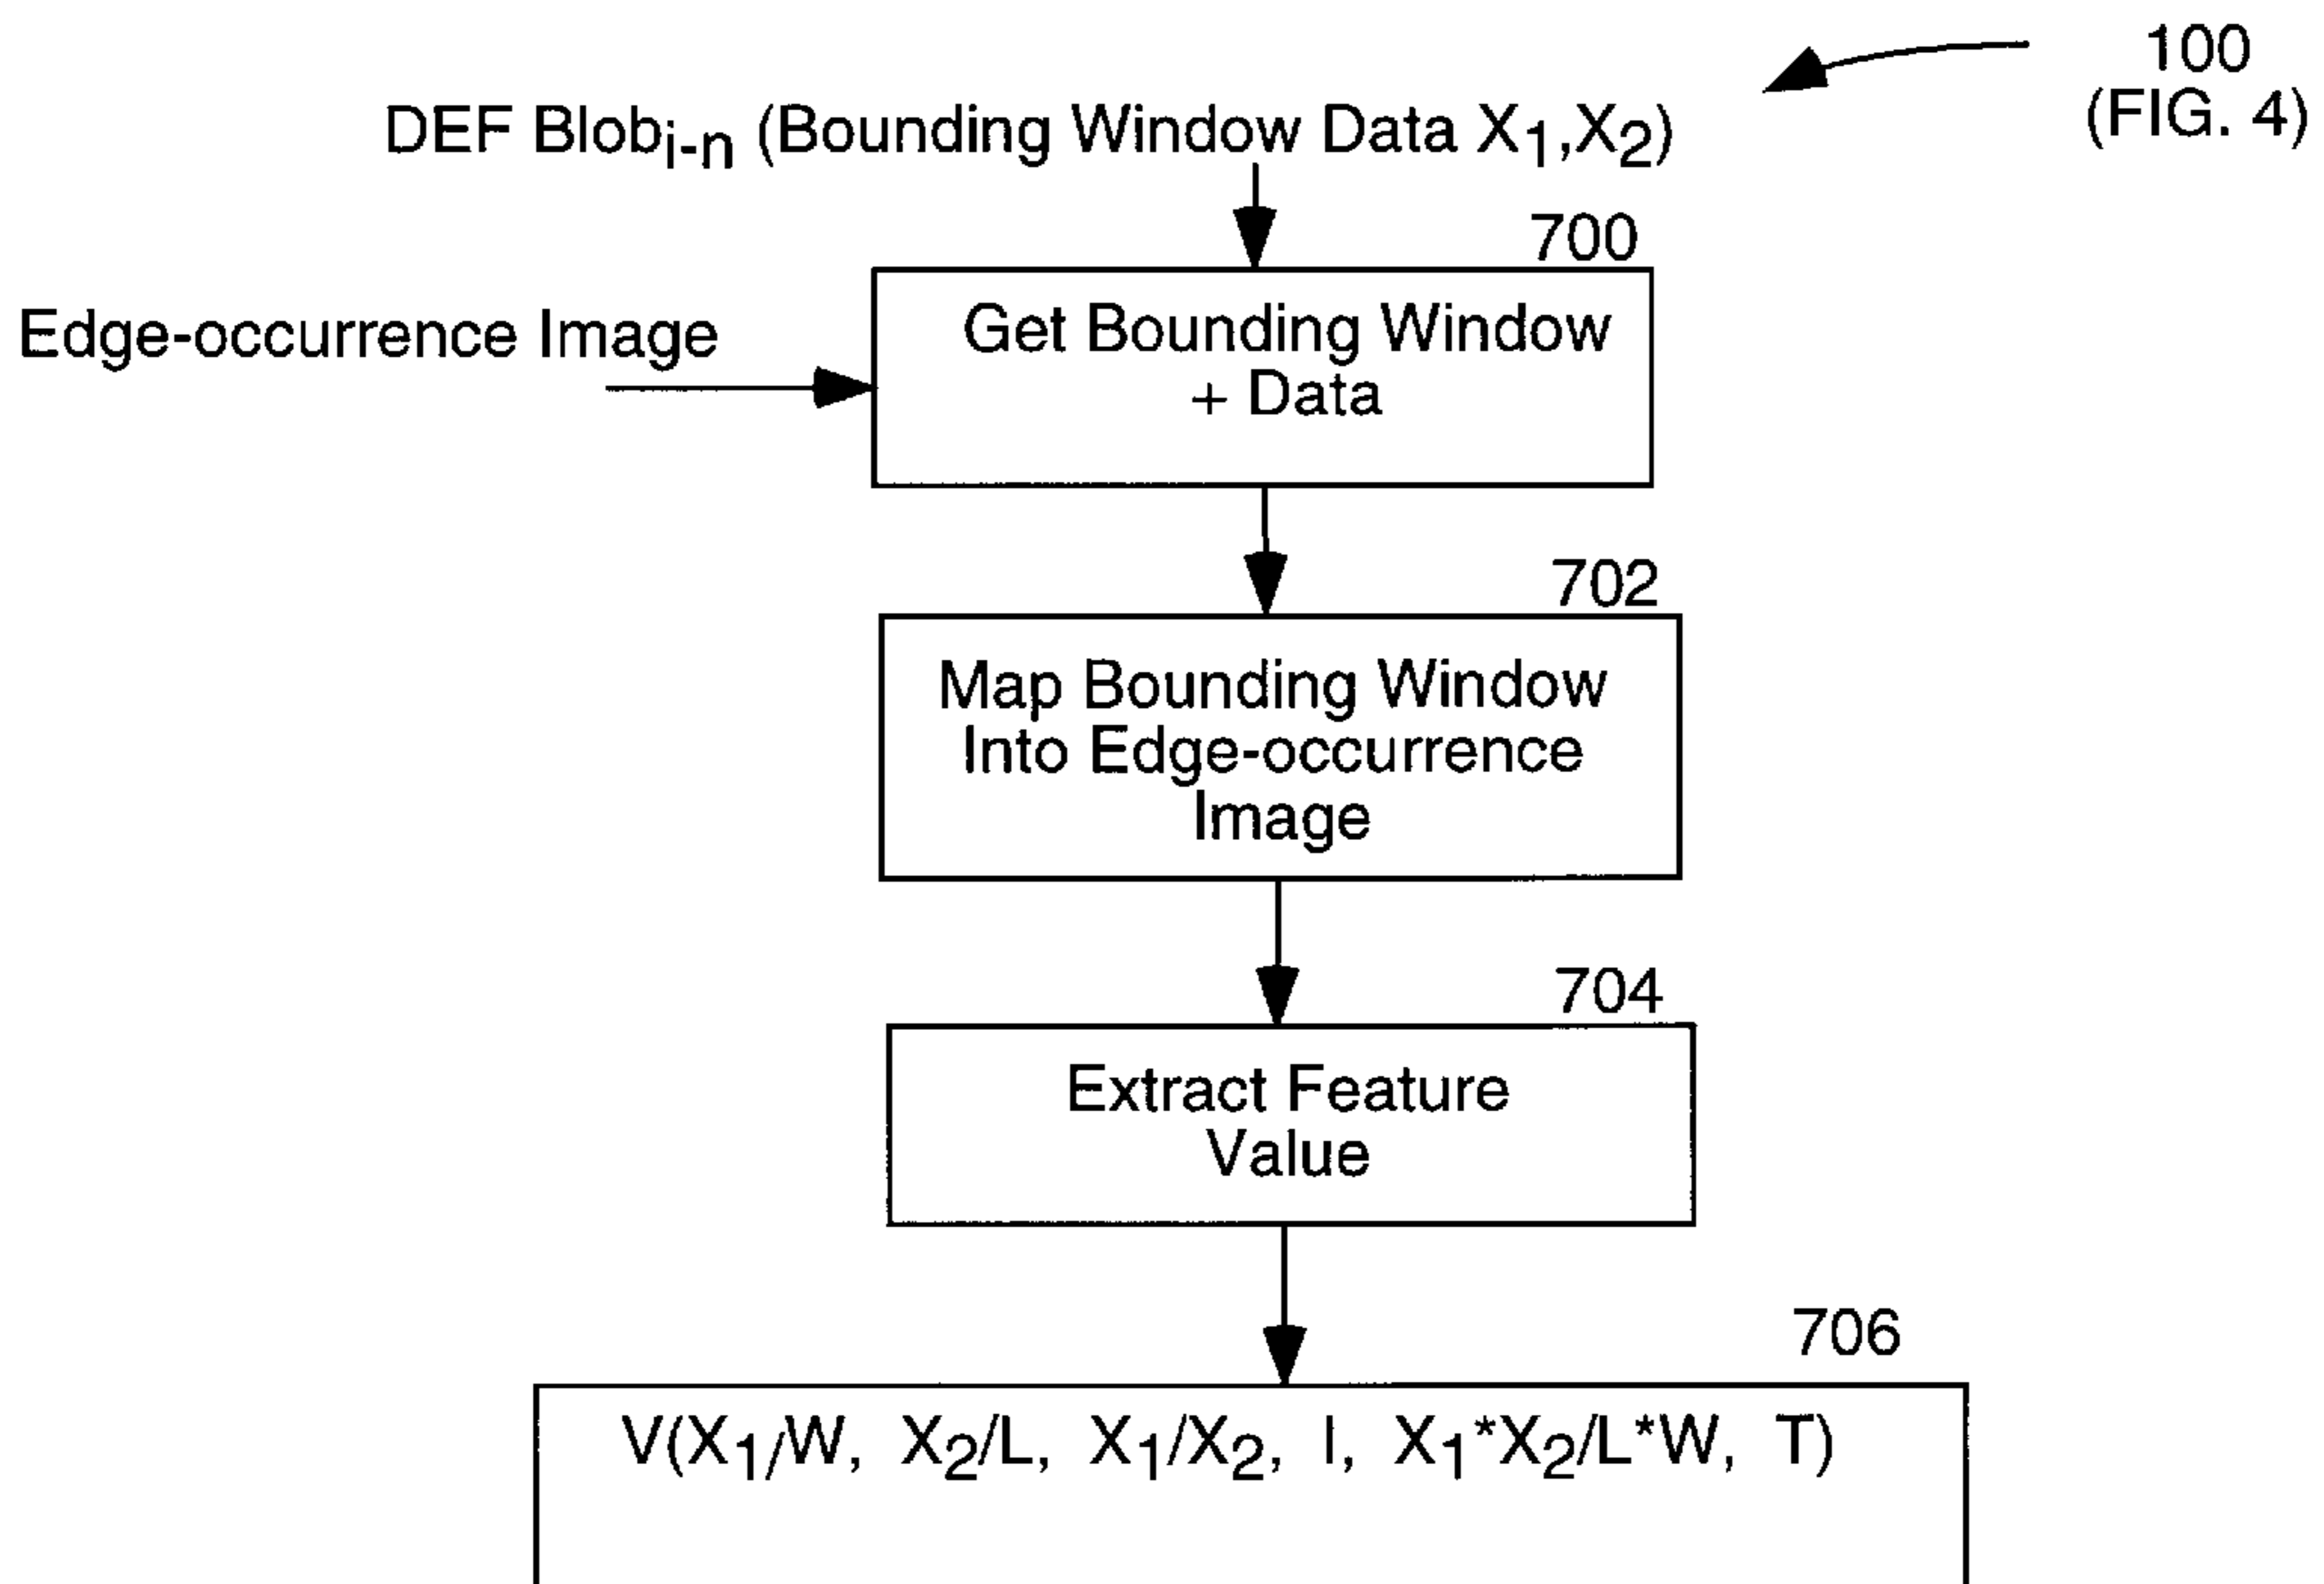 100
(FIG. 4)
DEF Blobi-n (Bounding Window Data X1,X2)
700
Edge-occurrence Image
Get Bounding Window
+ Data
702
Map Bounding Window
Into Edge-occurrence
Image
704
Extract Feature
Value
706
V(X1/W, X2/L, X1/X2, I, X1*X2/L*W, T)